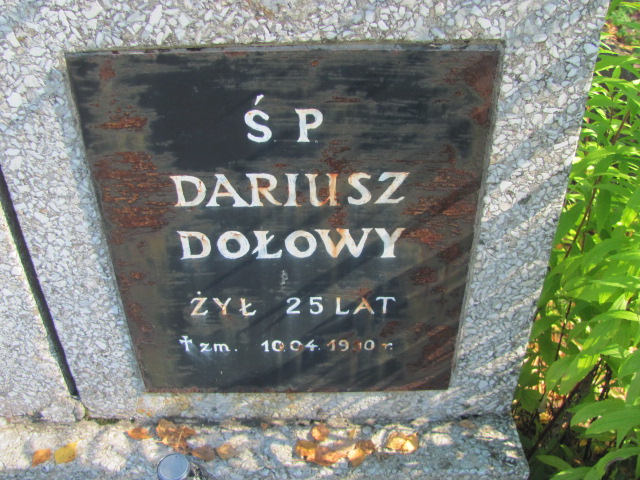 Ś P
DARIUSZ
DOŁOWY
ŻYŁ 25 LAT
† zm. 10.04. r.